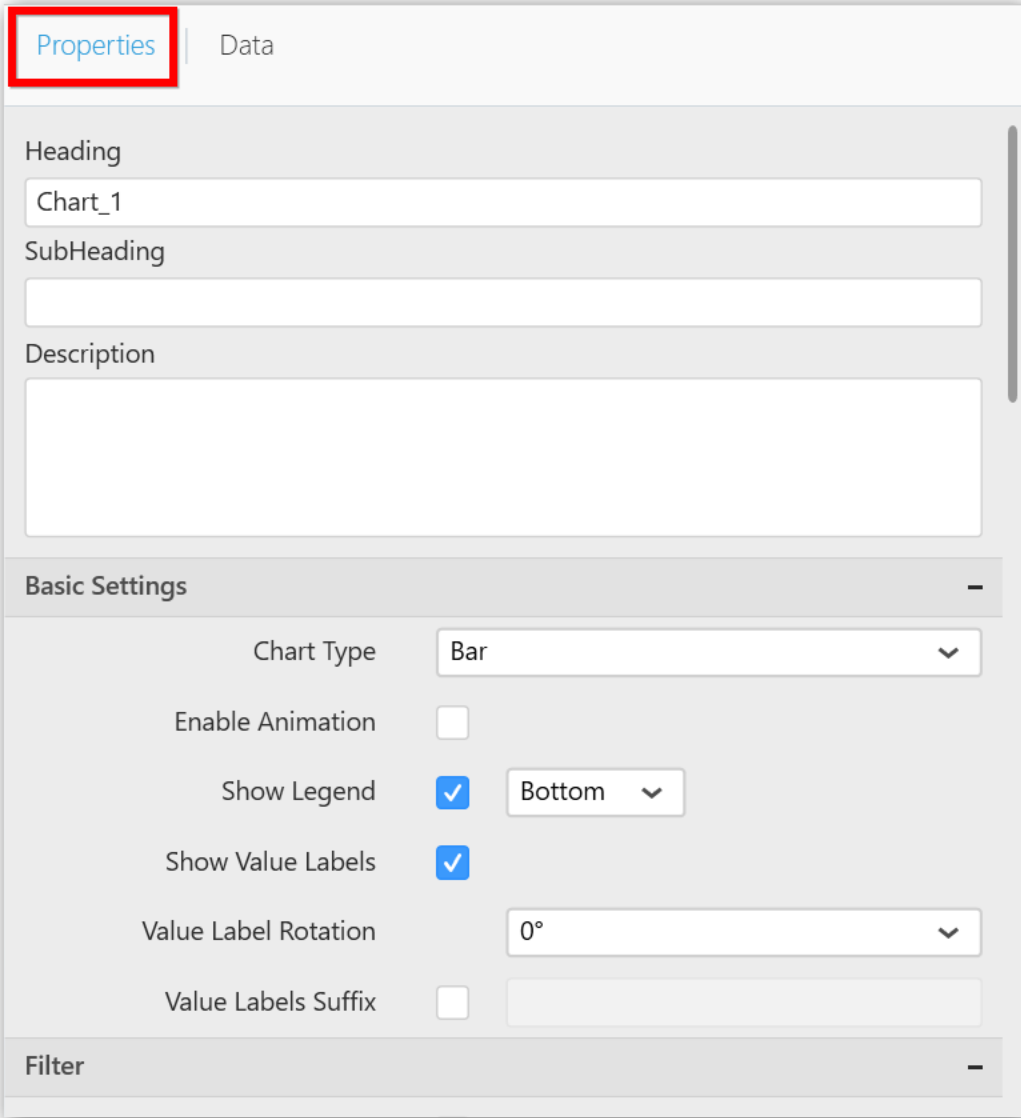 Properties Data
Heading
Chart_1
SubHeading
Description
Basic Settings
Chart Type Bar
Enable Animation
Show Legend Bottom
Show Value Labels
Value Label Rotation 0°
Value Labels Suffix
Filter